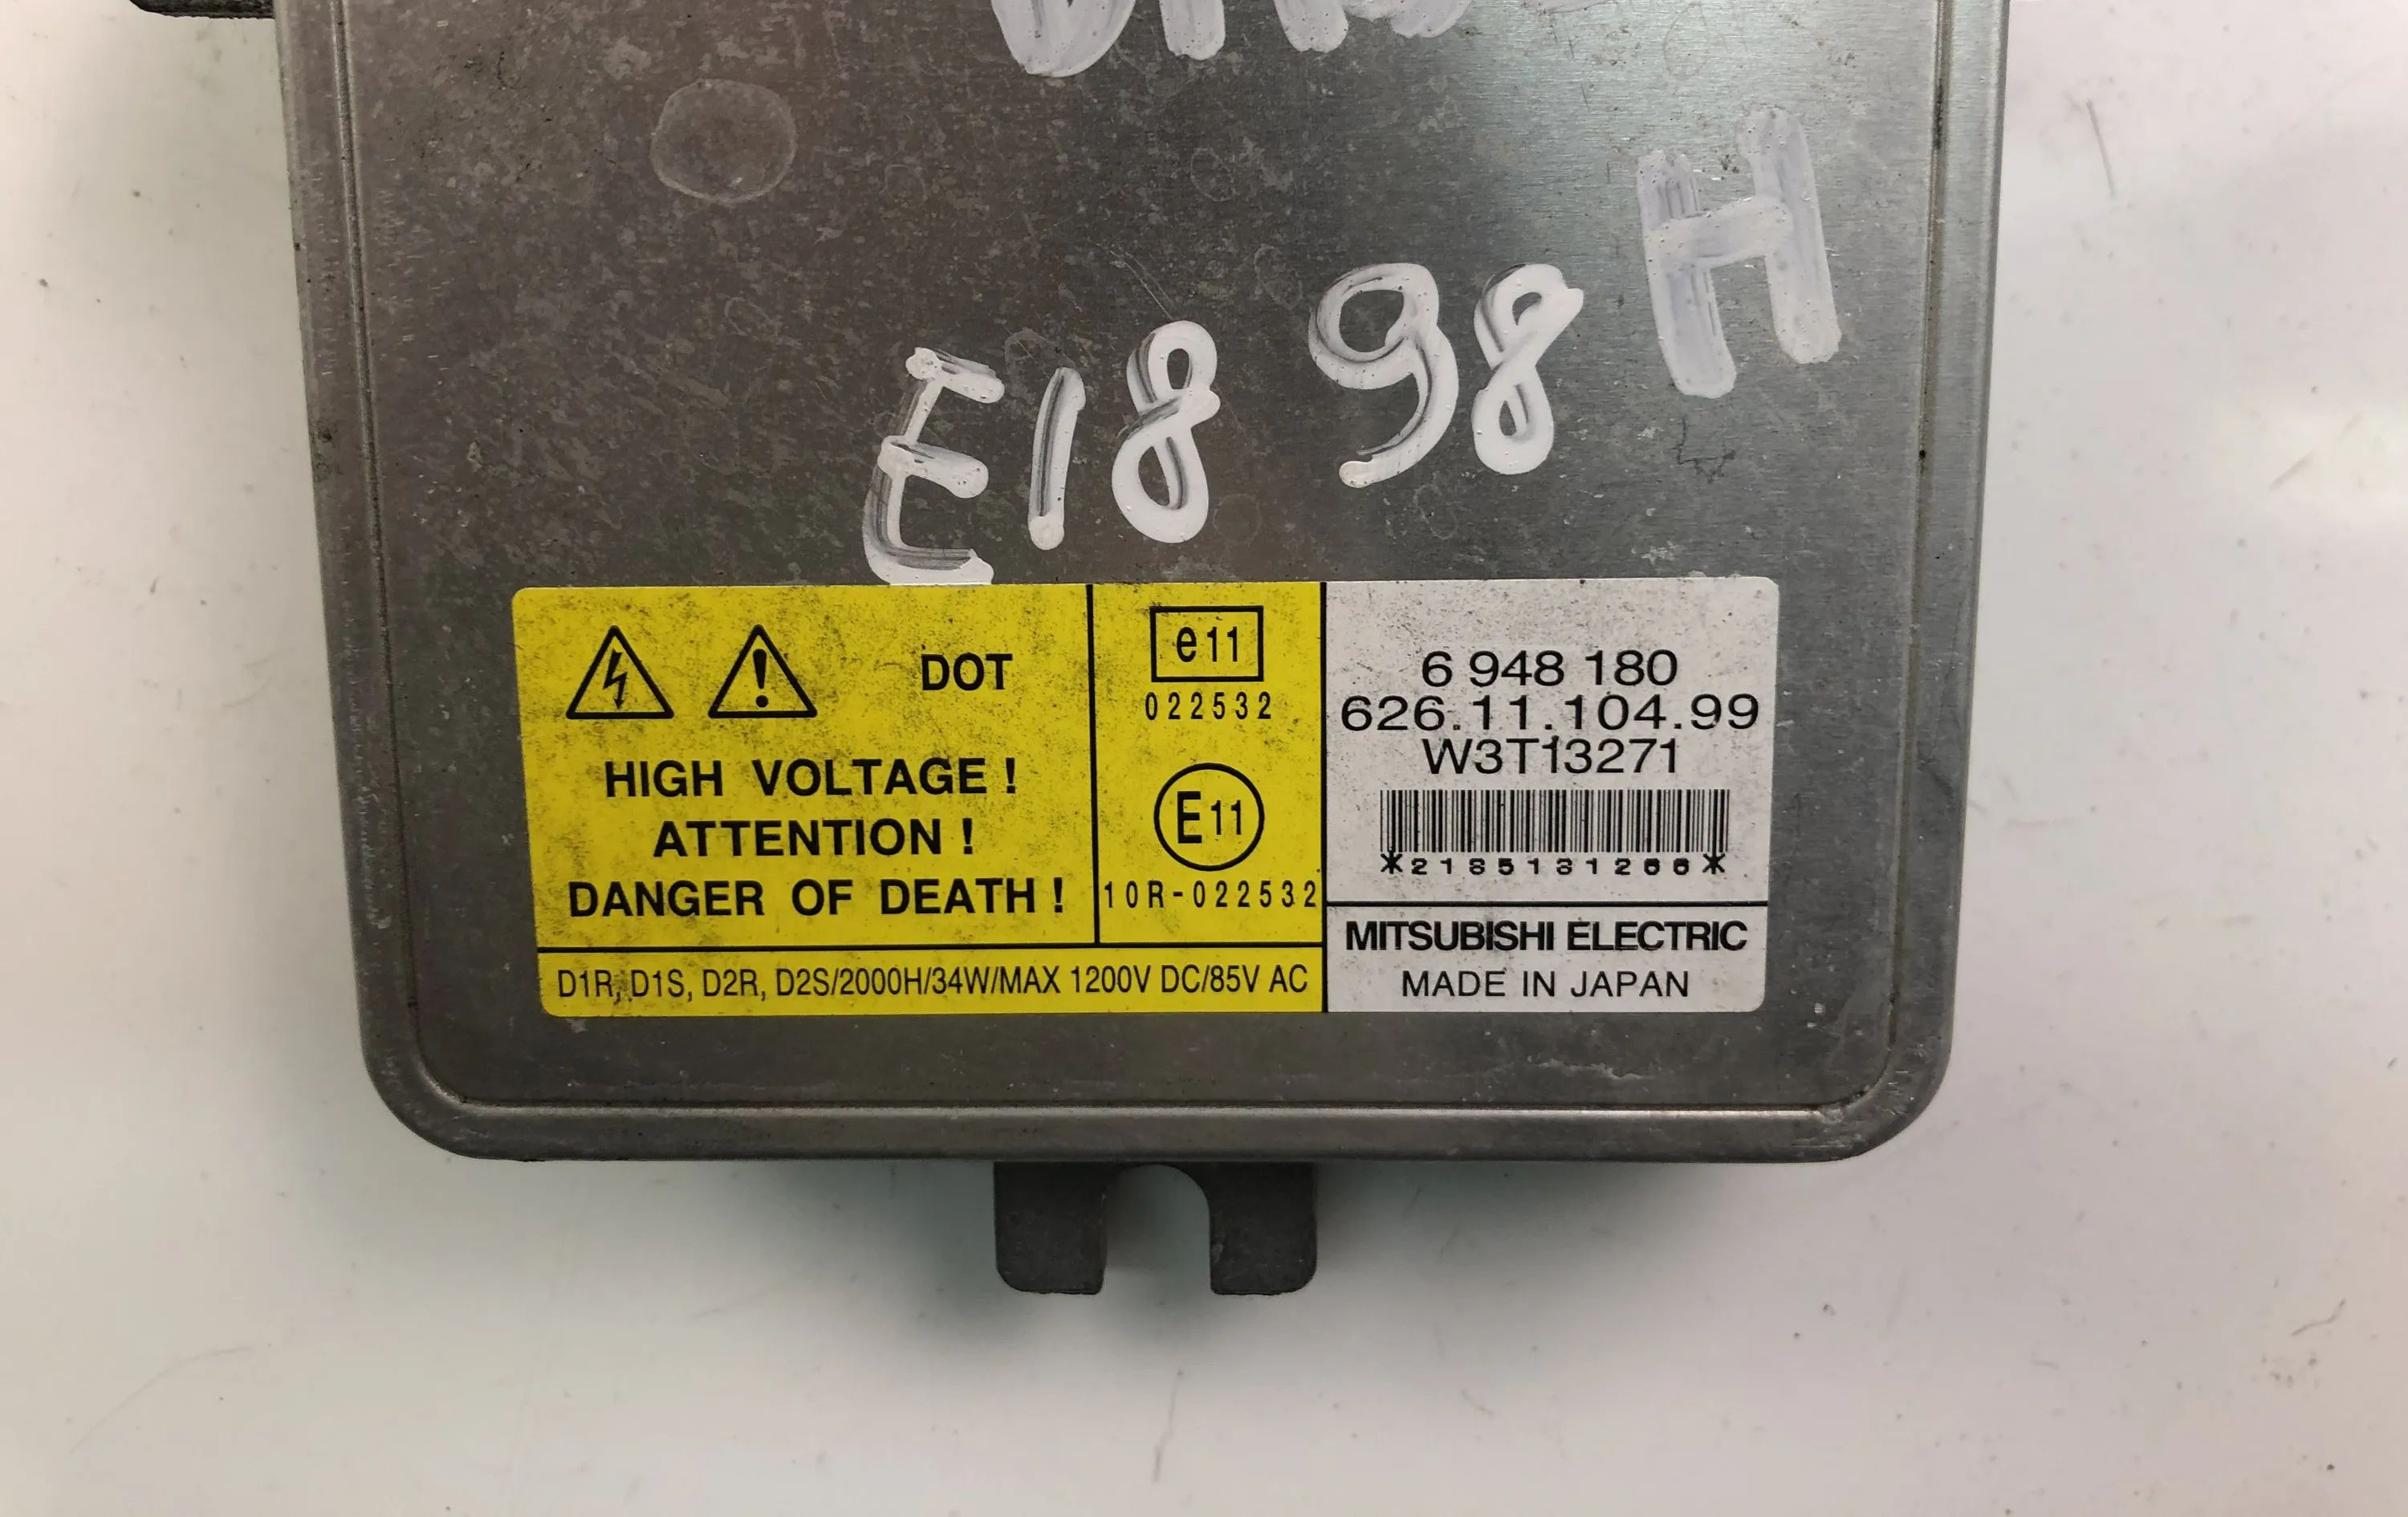 H
E18 98
DOT
HIGH VOLTAGE !
ATTENTION !
DANGER OF DEATH !
e11
022532
E11
10R-022532
D1R, D1S, D2R, D2S/2000H/34W/MAX 1200V DC/85V AC
6 948 180
626.11.104.99
W3T13271
*2185131266*
MITSUBISHI ELECTRIC
MADE IN JAPAN